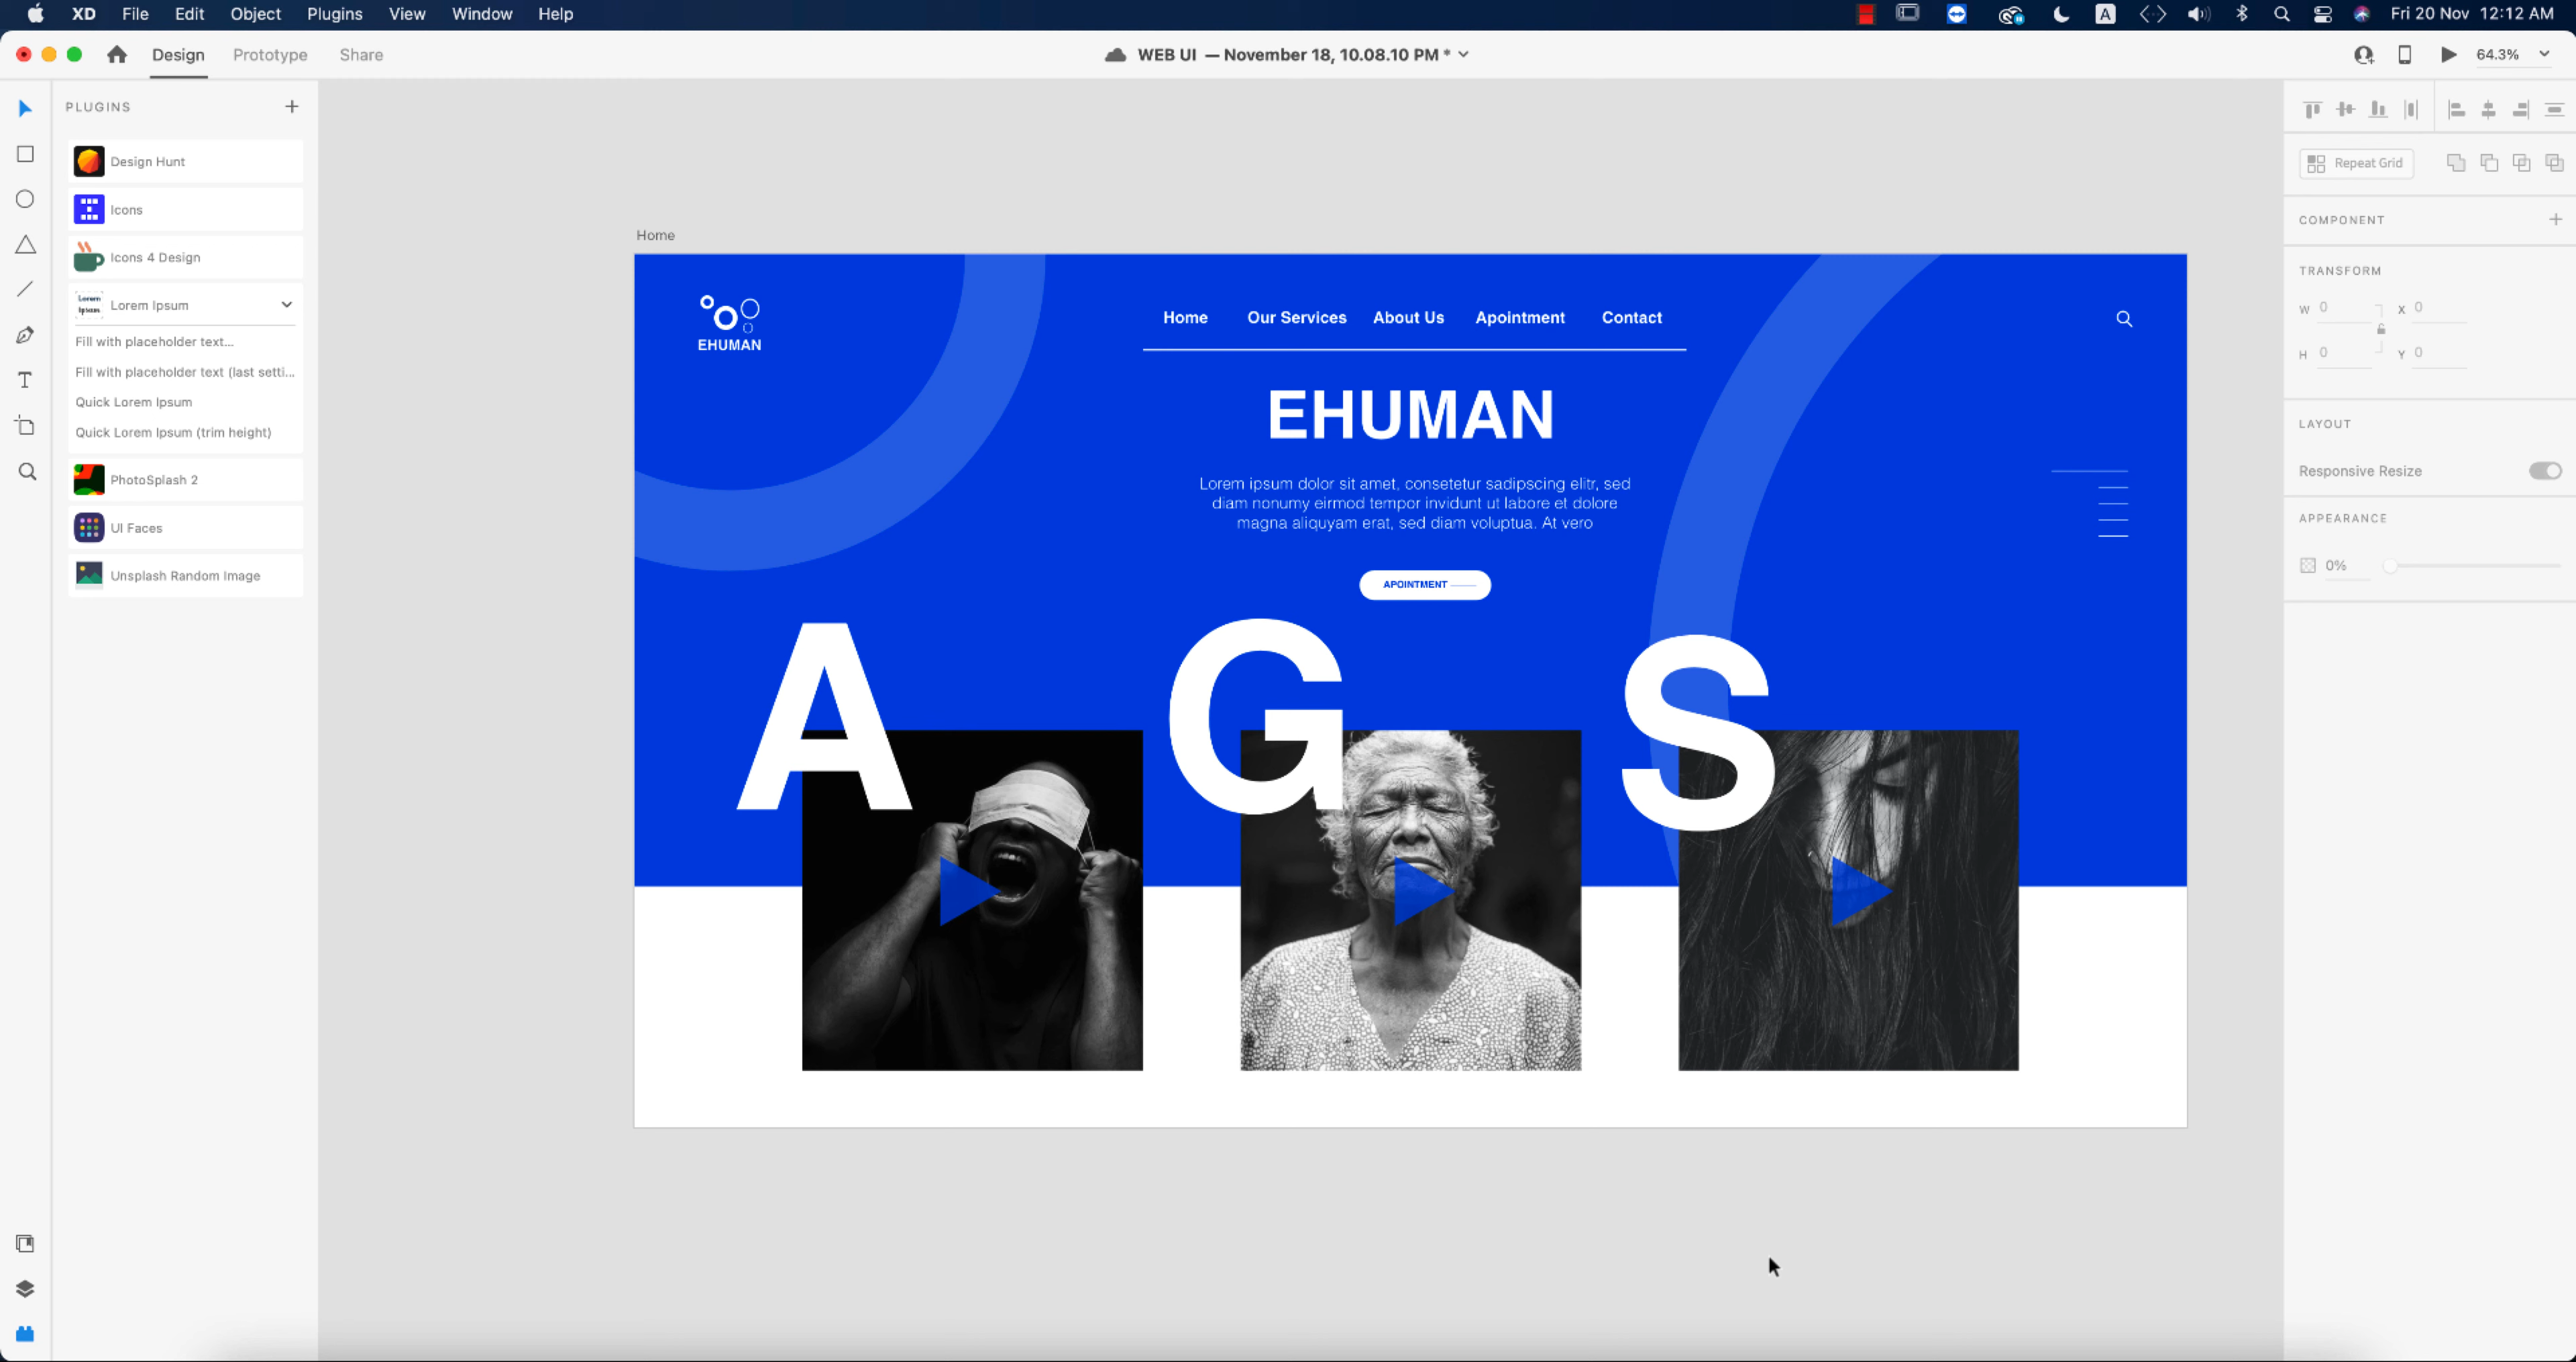 XD File Edit Object Plugins View Window Help
A
Fri 20 Nov 12:12 AM
Design Prototype Share
WEB UI — November 18, 10.08.10 PM *
64.3%
PLUGINS
Design Hunt
Icons
Icons 4 Design
Lorem Ipsum
Lorem Ipsum
Fill with placeholder text...
Fill with placeholder text (last setti...
Quick Lorem Ipsum
Quick Lorem Ipsum (trim height)
PhotoSplash 2
UI Faces
Unsplash Random Image
Home
EHUMAN
Home Our Services About Us Apointment Contact
EHUMAN
Lorem ipsum dolor sit amet, consetetur sadipscing elitr, sed
diam nonumy eirmod tempor invidunt ut labore et dolore
magna aliquyam erat, sed diam voluptua. At vero
APOINTMENT
A G S
Repeat Grid
COMPONENT
TRANSFORM
W 0 X 0
H 0 Y 0
LAYOUT
Responsive Resize
APPEARANCE
0%